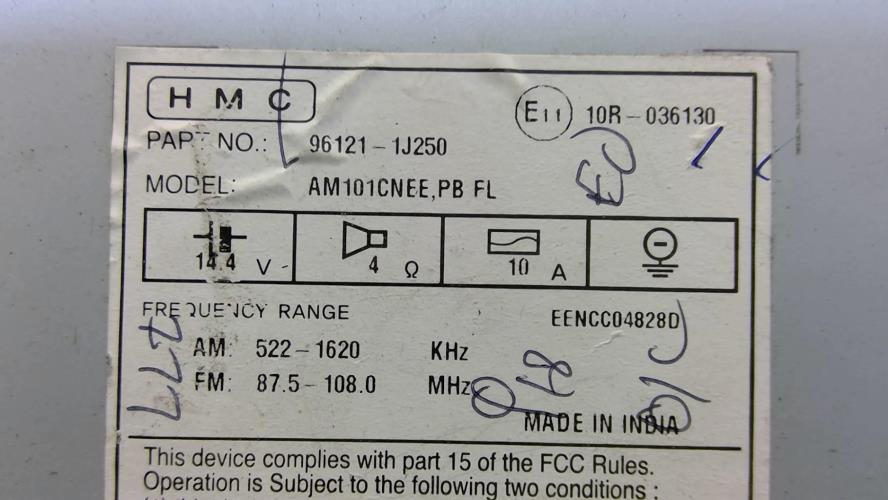 HMC
E11 10R-036130
PART NO.: 96121-1J250
MODEL: AM101CNEE,PB FL
14.4 V 4 Ω 10 A
FREQUENCY RANGE EENCC04828D
AM: 522-1620 KHz
FM: 87.5-108.0 MHz
MADE IN INDIA
This device complies with part 15 of the FCC Rules.
Operation is Subject to the following two conditions :